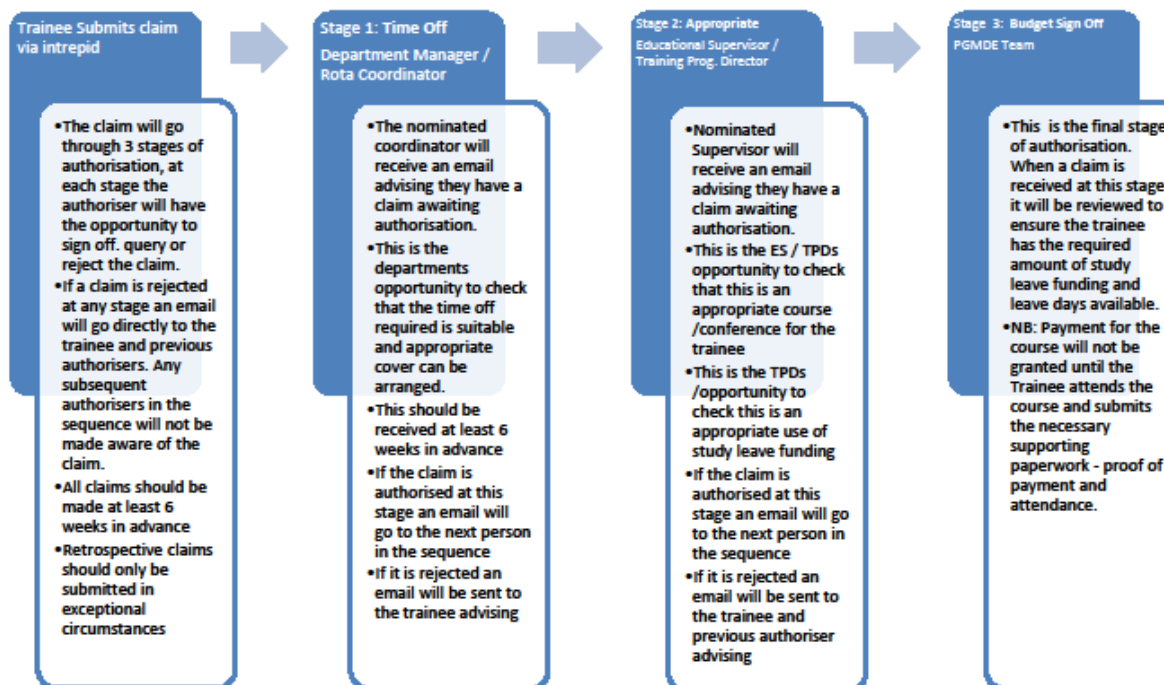 Trainee Submits claim
via intrepid
•The claim will go
through 3 stages of
authorisation, at
each stage the
authoriser will have
the opportunity to
sign off. query or
reject the claim.
•If a claim is rejected
at any stage an email
will go directly to the
trainee and previous
authorisers. Any
subsequent
authorisers in the
sequence will not be
made aware of the
claim.
•All claims should be
made at least 6
weeks in advance
•Retrospective claims
should only be
submitted in
exceptional
circumstances
Stage 1: Time Off
Department Manager /
Rota Coordinator
•The nominated
coordinator will
receive an email
advising they have a
claim awaiting
authorisation.
•This is the
departments
opportunity to check
that the time off
required is suitable
and appropriate
cover can be
arranged.
•This should be
received at least 6
weeks in advance
•If the claim is
authorised at this
stage an email will
go to the next person
in the sequence
•If it is rejected an
email will be sent to
the trainee advising
Stage 2: Appropriate
Educational Supervisor /
Training Prog. Director
•Nominated
Supervisor will
receive an email
advising they have a
claim awaiting
authorisation.
•This is the ES / TPDs
opportunity to check
that this is an
appropriate course
/conference for the
trainee
•This is the TPDs
/opportunity to
check this is an
appropriate use of
study leave funding
•If the claim is
authorised at this
stage an email will go
to the next person in
the sequence
•If it is rejected an
email will be sent to
the trainee and
previous authoriser
advising
Stage 3: Budget Sign Off
PGMDE Team
•This is the final stage
of authorisation.
When a claim is
received at this stage
it will be reviewed to
ensure the trainee
has the required
amount of study
leave funding and
leave days available.
•NB: Payment for the
course will not be
granted until the
Trainee attends the
course and submits
the necessary
supporting
paperwork - proof of
payment and
attendance.